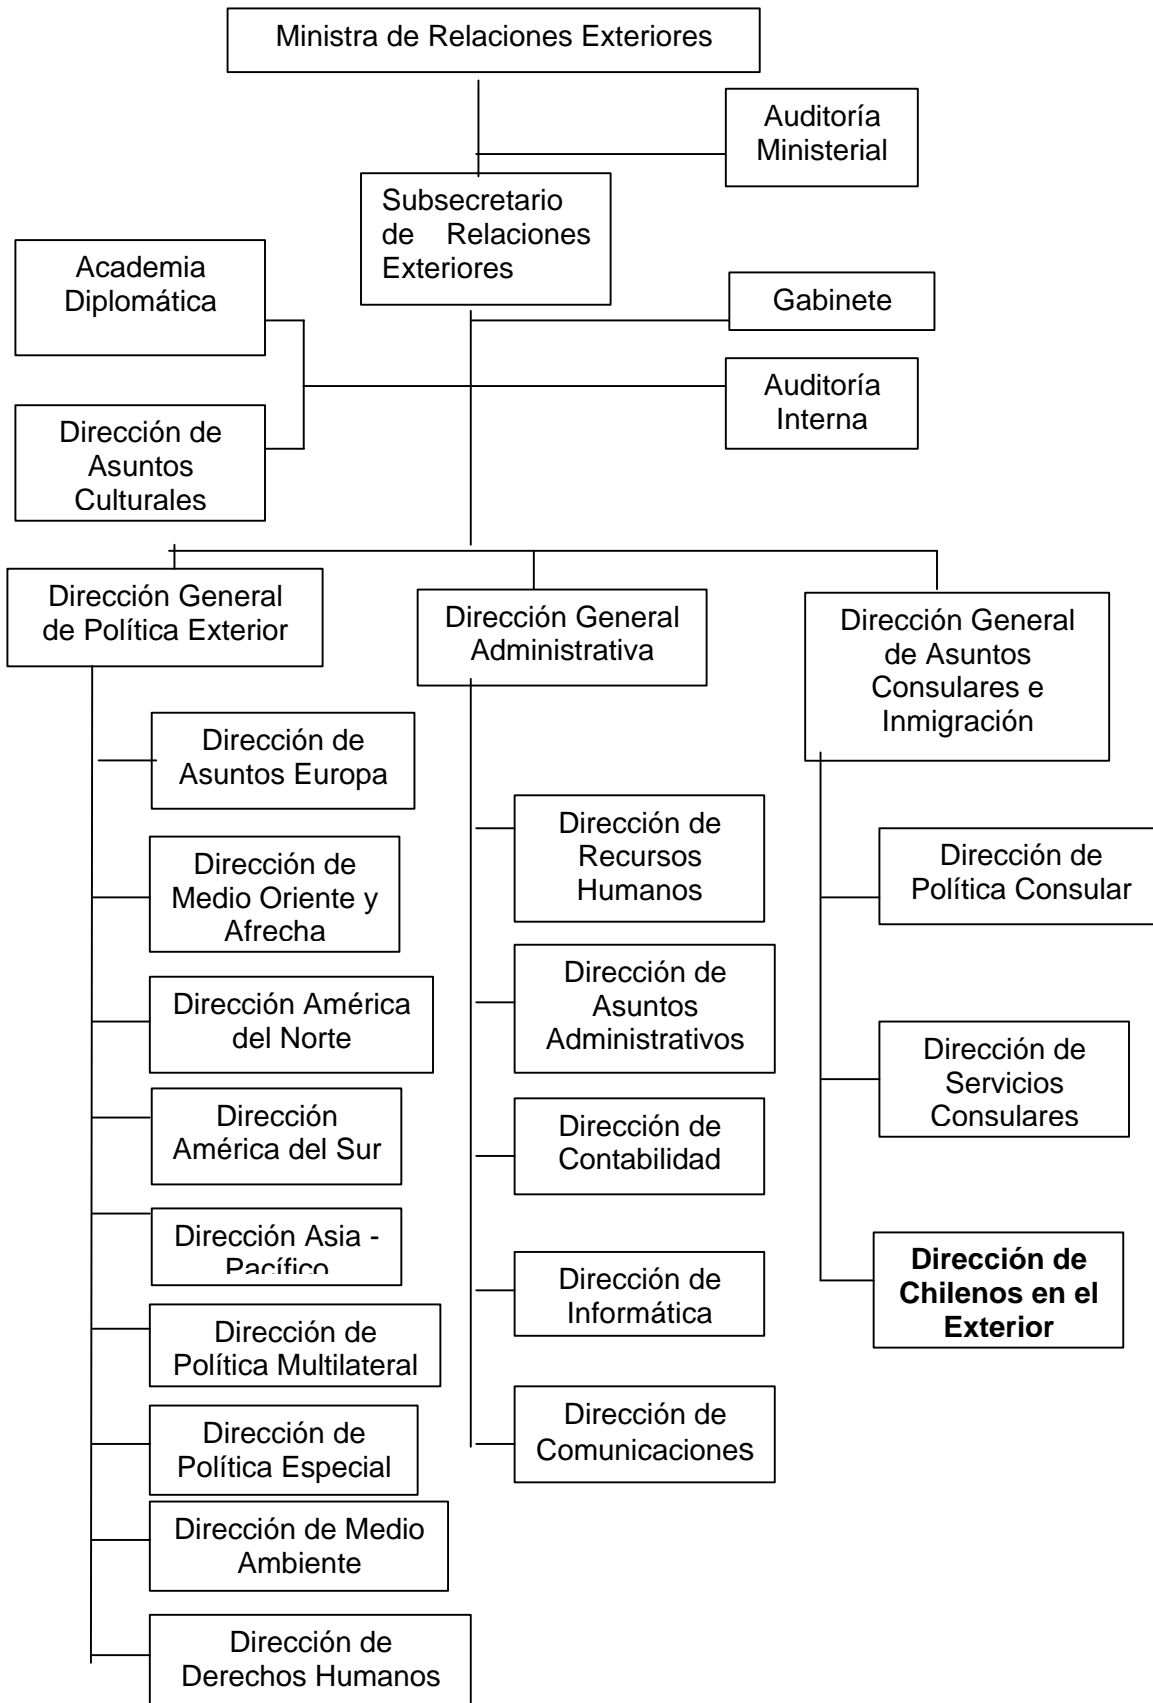 Ministra de Relaciones Exteriores
Auditoría
Ministerial
Subsecretario
de Relaciones
Exteriores
Academia
Diplomática
Gabinete
Auditoría
Interna
Dirección de
Asuntos
Culturales
Dirección General
de Política Exterior
Dirección General
Administrativa
Dirección General
de Asuntos
Consulares e
Inmigración
Dirección de
Asuntos Europa
Dirección de
Medio Oriente y
Afrecha
Dirección América
del Norte
Dirección
América del Sur
Dirección Asia -
Pacífico
Dirección de
Política Multilateral
Dirección de
Política Especial
Dirección de Medio
Ambiente
Dirección de
Derechos Humanos
Dirección de
Recursos
Humanos
Dirección de
Asuntos
Administrativos
Dirección de
Contabilidad
Dirección de
Informática
Dirección de
Comunicaciones
Dirección de
Política Consular
Dirección de
Servicios
Consulares
Dirección de
Chilenos en el
Exterior